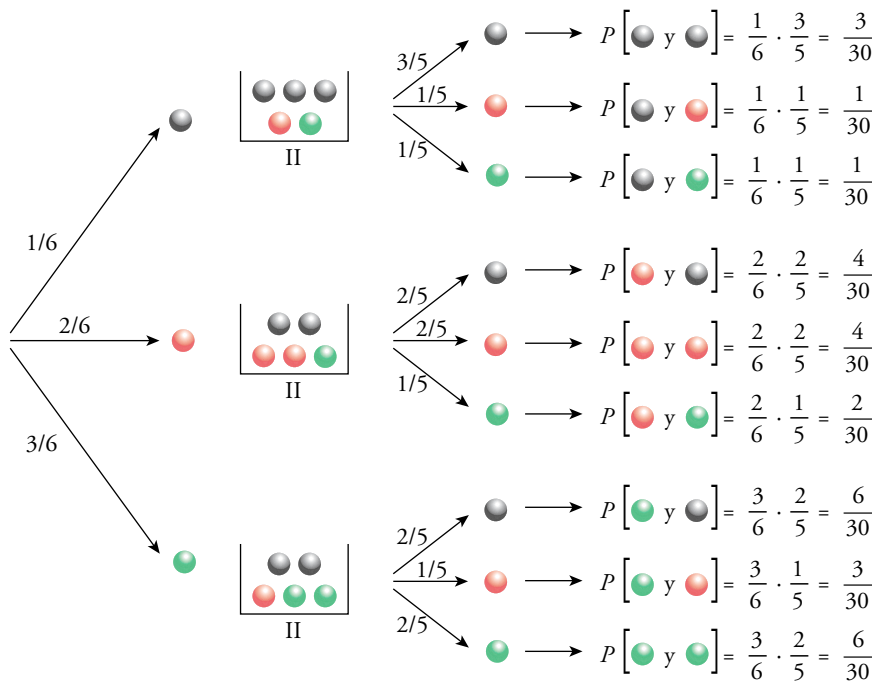 3/5
P [ y ] = 1/6 · 3/5 = 3/30
1/5
P [ y ] = 1/6 · 1/5 = 1/30
II
1/5
P [ y ] = 1/6 · 1/5 = 1/30
1/6
2/5
P [ y ] = 2/6 · 2/5 = 4/30
2/6
2/5
P [ y ] = 2/6 · 2/5 = 4/30
II
1/5
P [ y ] = 2/6 · 1/5 = 2/30
3/6
2/5
P [ y ] = 3/6 · 2/5 = 6/30
1/5
P [ y ] = 3/6 · 1/5 = 3/30
II
2/5
P [ y ] = 3/6 · 2/5 = 6/30